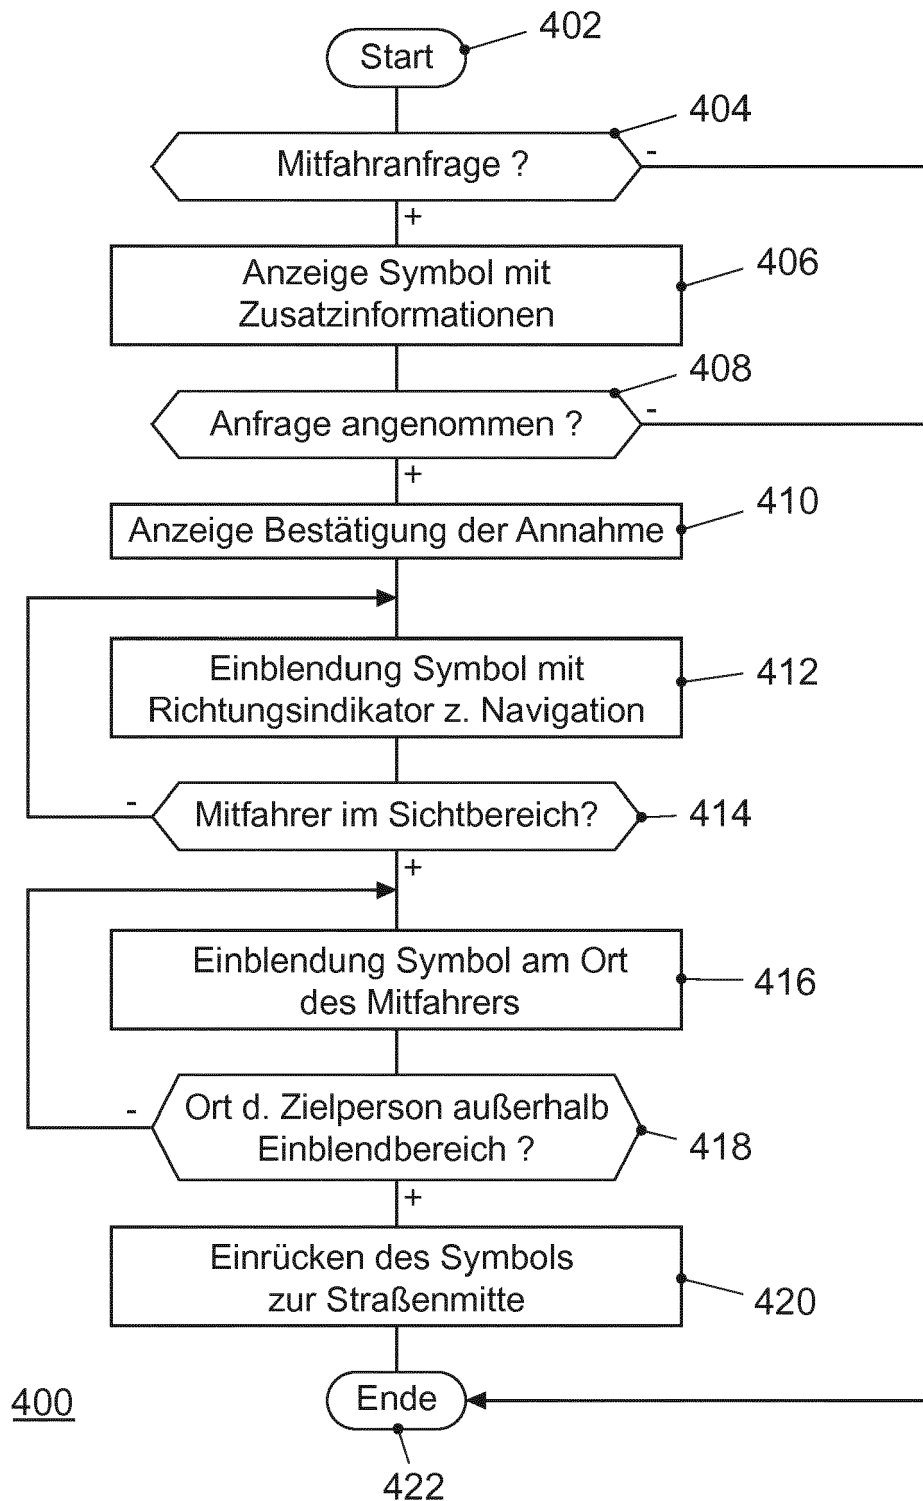 Start
402
Mitfahranfrage ?
404
-
+
Anzeige Symbol mit
Zusatzinformationen
406
Anfrage angenommen ?
408
-
+
Anzeige Bestätigung der Annahme
410
Einblendung Symbol mit
Richtungsindikator z. Navigation
412
-
Mitfahrer im Sichtbereich?
414
+
Einblendung Symbol am Ort
des Mitfahrers
416
-
Ort d. Zielperson außerhalb
Einblendbereich ?
418
+
Einrücken des Symbols
zur Straßenmitte
420
Ende
400
422